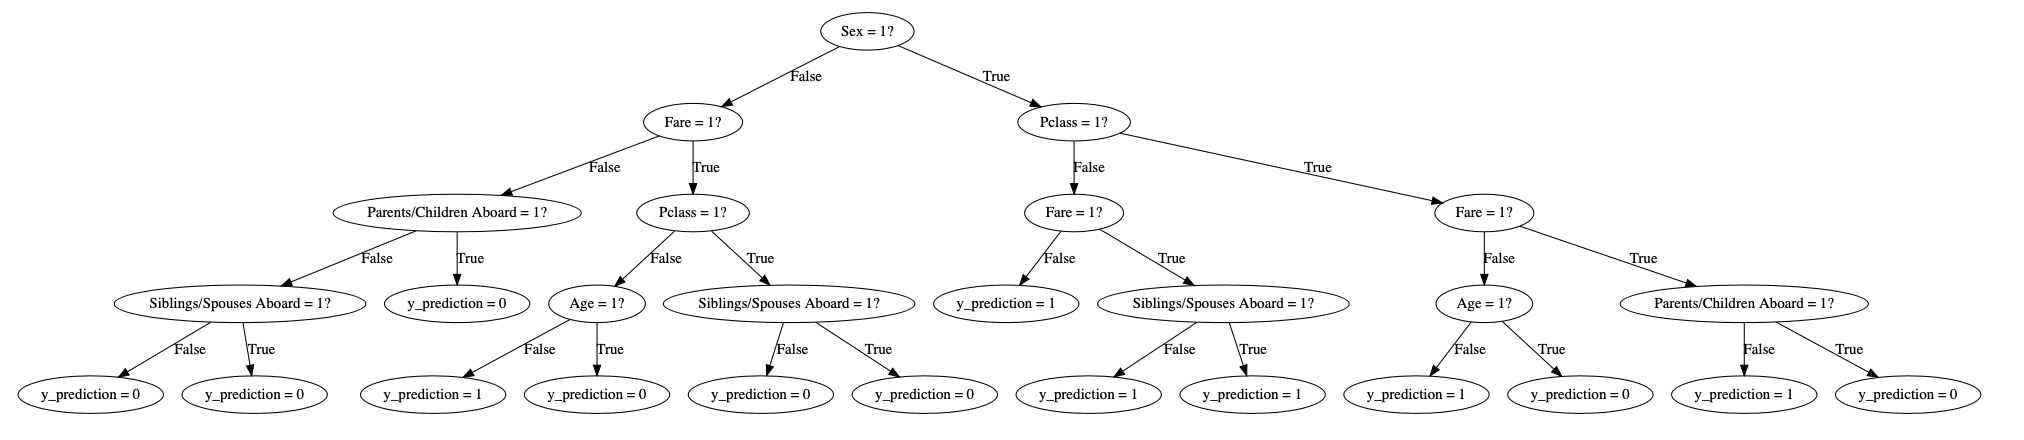 Sex = 1?
False
True
Fare = 1?
Pclass = 1?
False
True
False
True
Parents/Children Aboard = 1?
Pclass = 1?
Fare = 1?
Fare = 1?
False
True
False
True
False
True
False
True
Siblings/Spouses Aboard = 1?
y_prediction = 0
Age = 1?
Siblings/Spouses Aboard = 1?
y_prediction = 1
Siblings/Spouses Aboard = 1?
Age = 1?
Parents/Children Aboard = 1?
False
True
False
True
False
True
False
True
False
True
False
True
y_prediction = 0
y_prediction = 0
y_prediction = 1
y_prediction = 0
y_prediction = 0
y_prediction = 0
y_prediction = 1
y_prediction = 1
y_prediction = 1
y_prediction = 0
y_prediction = 1
y_prediction = 0